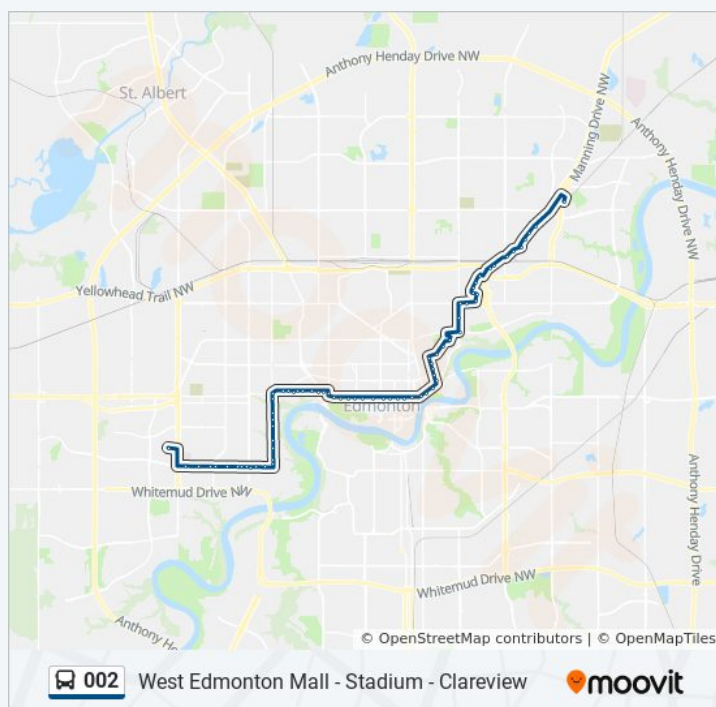 Anthony Henday Drive NW
St. Albert
Manning Drive NW
Anthony Henday Drive NW
Yellowhead Trail NW
Edmonton
Whitemud Drive NW
Anthony Henday Drive
Whitemud Drive NW
Anthony He
© OpenStreetMap contributors | © OpenMapTiles
002 West Edmonton Mall - Stadium - Clareview
moovit